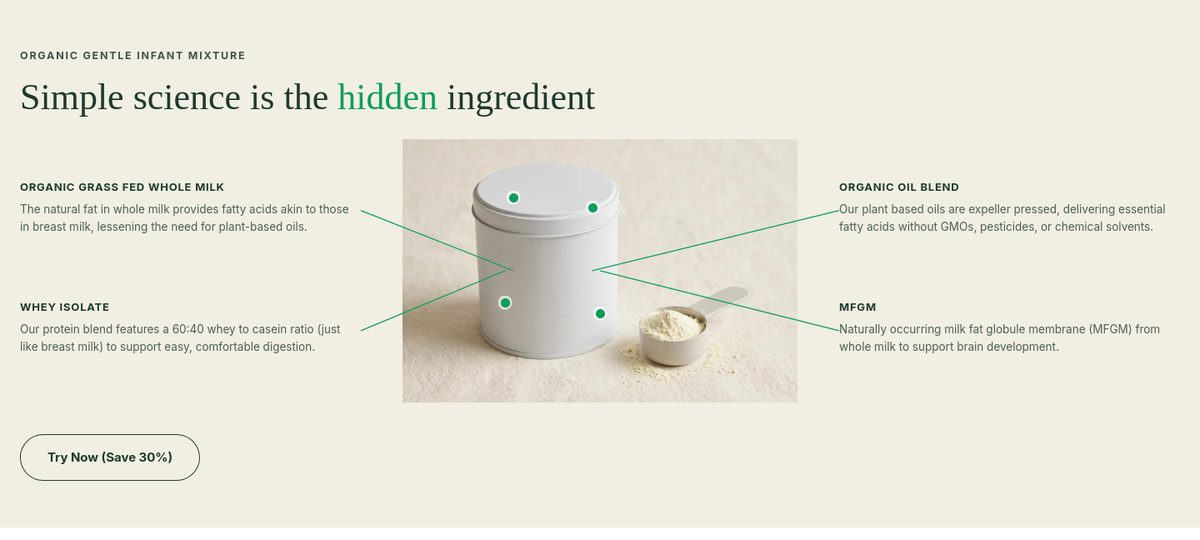 ORGANIC GENTLE INFANT MIXTURE
Simple science is the hidden ingredient
ORGANIC GRASS FED WHOLE MILK
The natural fat in whole milk provides fatty acids akin to those
in breast milk, lessening the need for plant-based oils.
WHEY ISOLATE
Our protein blend features a 60:40 whey to casein ratio (just
like breast milk) to support easy, comfortable digestion.
ORGANIC OIL BLEND
Our plant based oils are expeller pressed, delivering essential
fatty acids without GMOs, pesticides, or chemical solvents.
MFGM
Naturally occurring milk fat globule membrane (MFGM) from
whole milk to support brain development.
Try Now (Save 30%)